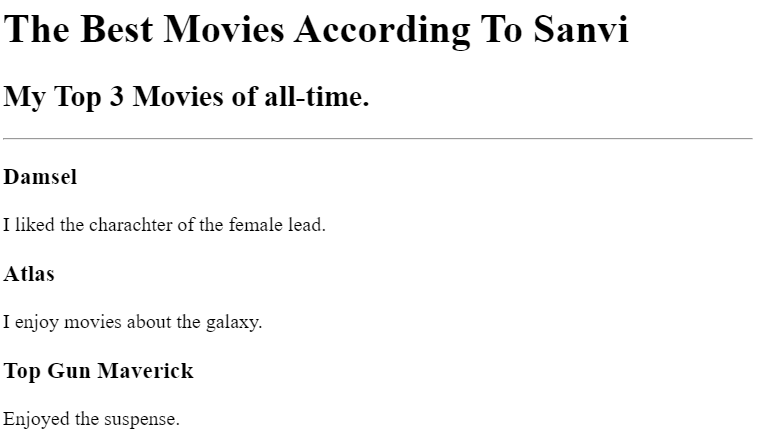 The Best Movies According To Sanvi
My Top 3 Movies of all-time.
Damsel
I liked the charachter of the female lead.
Atlas
I enjoy movies about the galaxy.
Top Gun Maverick
Enjoyed the suspense.